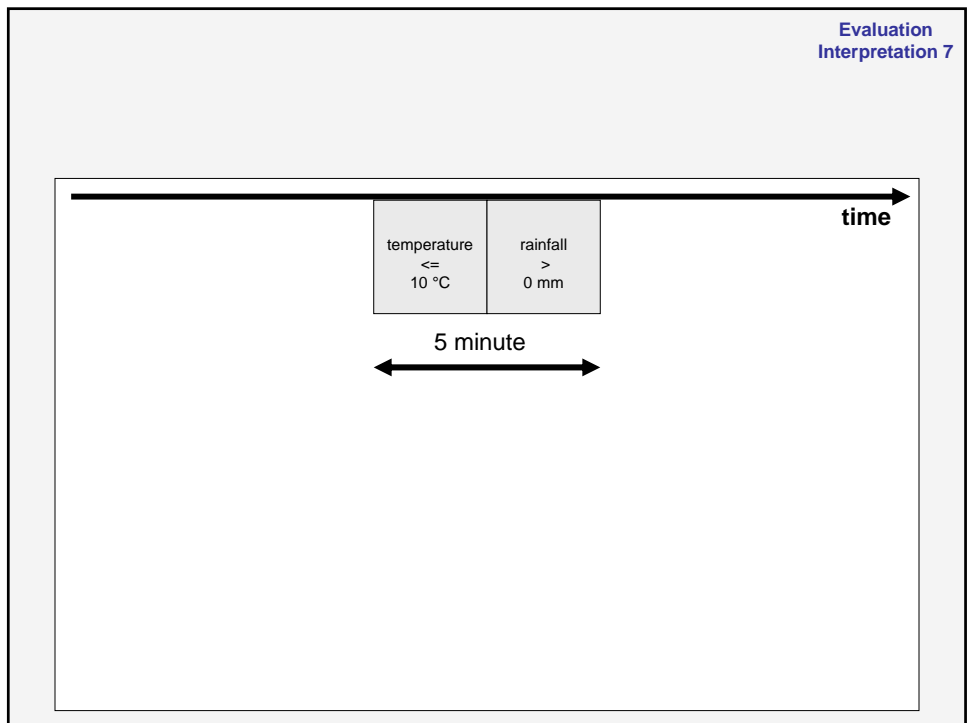 Evaluation
Interpretation 7
time
temperature
<=
10 °C
rainfall
>
0 mm
5 minute